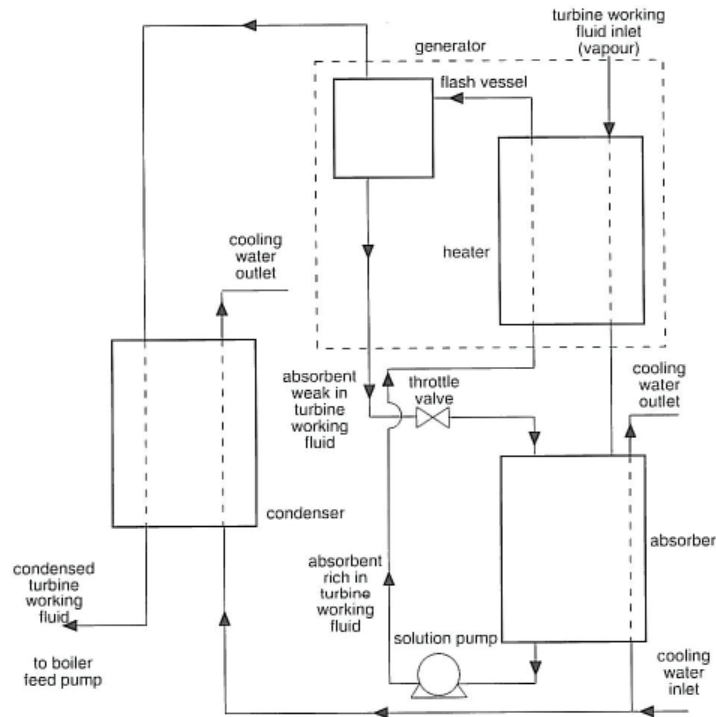 turbine working
fluid inlet
(vapour)
generator
flash vessel
cooling
water
outlet
heater
absorbent
weak in
turbine
working
fluid
throttle
valve
cooling
water
outlet
condenser
absorber
condensed
turbine
working
fluid
absorbent
rich in
turbine
working
fluid
solution pump
to boiler
feed pump
cooling
water
inlet